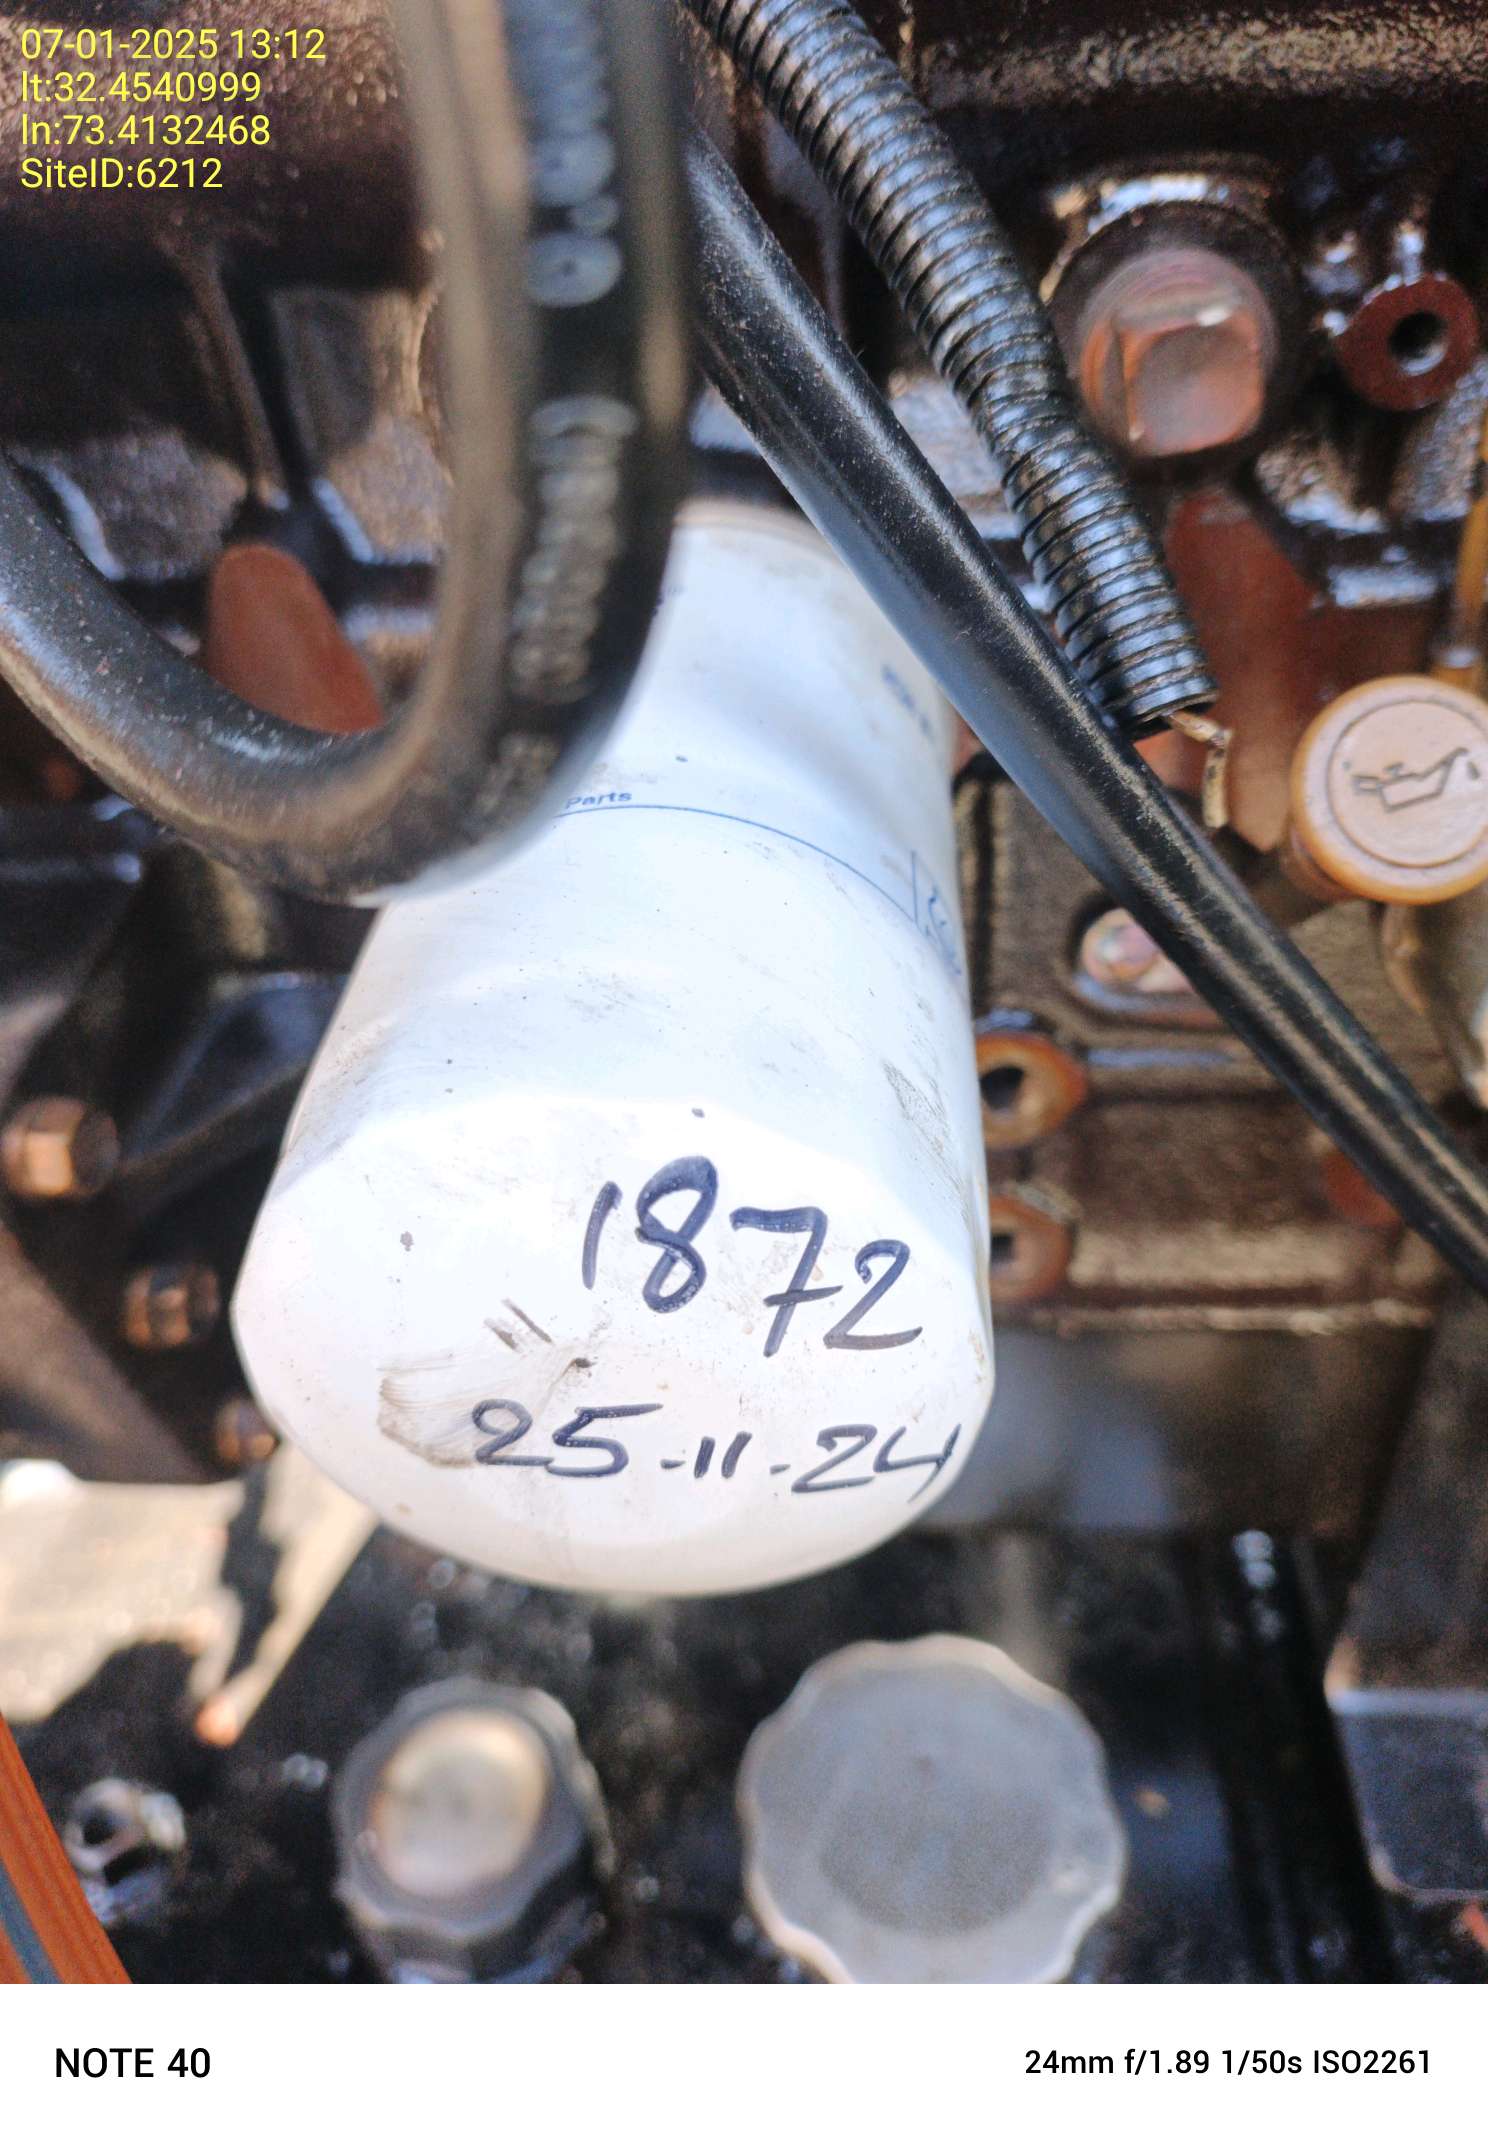 07-01-2025 13:12
lt:32.4540999
ln:73.4132468
SiteID:6212
Parts
1872
25-11-24
NOTE 40
24mm f/1.89 1/50s ISO2261